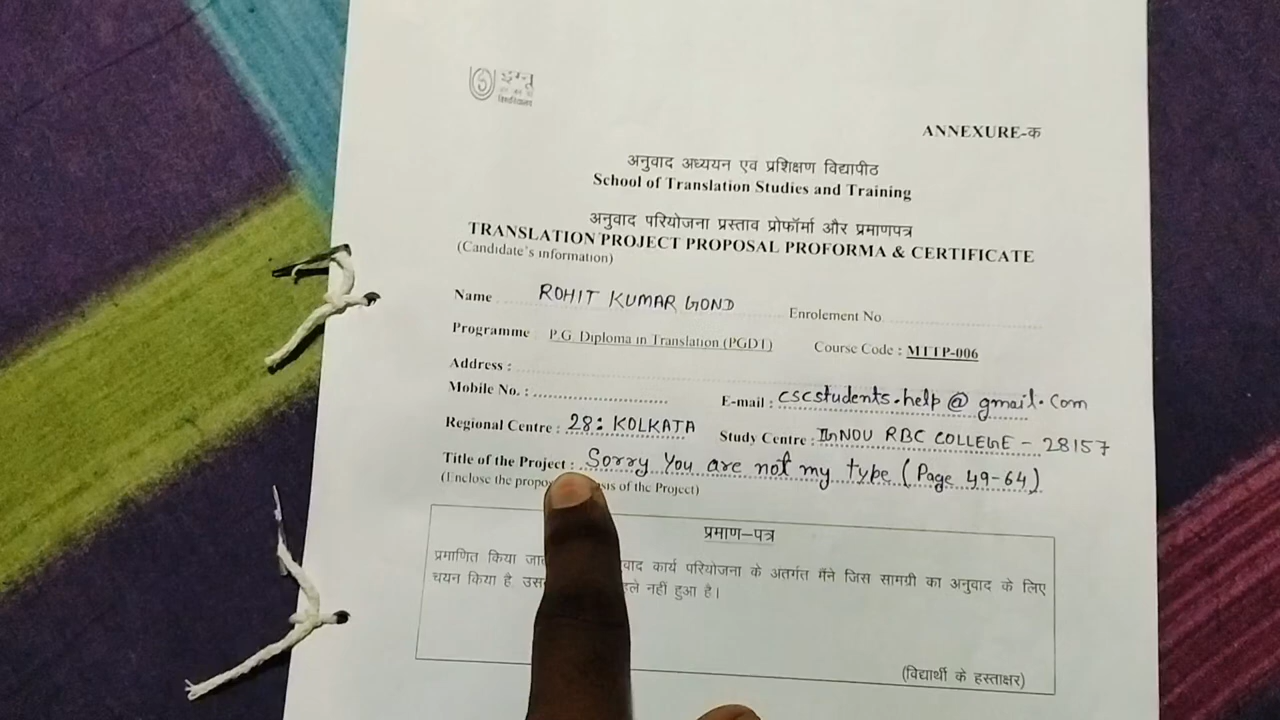 इग्नू
ANNEXURE-क
अनुवाद अध्ययन एवं प्रशिक्षण विद्यापीठ
School of Translation Studies and Training
अनुवाद परियोजना प्रस्ताव प्रोफॉर्मा और प्रमाणपत्र
TRANSLATION PROJECT PROPOSAL PROFORMA & CERTIFICATE
(Candidate's information)
Name ROHIT KUMAR GOND Enrolement No.
Programme P.G. Diploma in Translation (PGDT) Course Code : MTTP-006
Address :
Mobile No. : E-mail : cscstudents.help@gmail.com
Regional Centre : 28: KOLKATA Study Centre : IGNOU RBC COLLEGE - 28157
Title of the Project : Sorry You are not my type (Page 49-64)
(Enclose the of the Project)
प्रमाण-पत्र
प्रमाणित किया कार्य परियोजना के अंतर्गत मैंने जिस सामग्री का अनुवाद के लिए
चयन किया है नहीं हुआ है।
(विद्यार्थी के हस्ताक्षर)